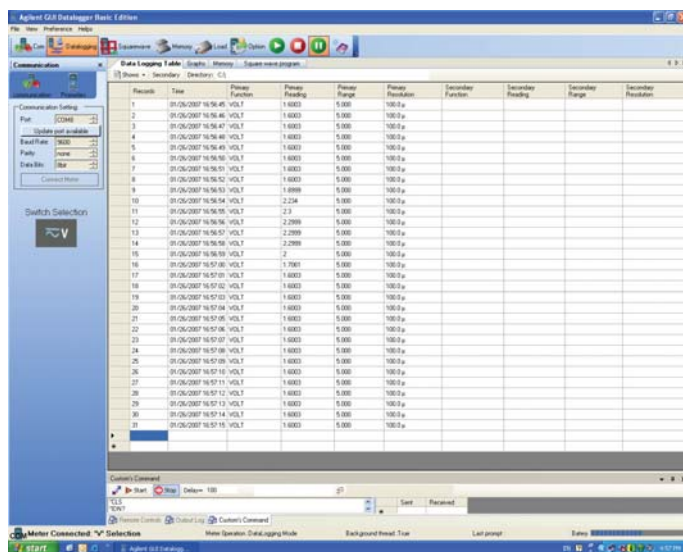 Agilent GUI Datalogger Basic Edition
File View Preference Help
Com Datalogging Squarewave Memory Load Option
Communication
Data Logging Table Graphs Memory Square wave program
Shows Secondary Directory: C:\
Communication Properties
Communication Setting
Port COM8
Update port available
Baud Rate 9600
Parity none
Data Bits 8bit
Connect Meter
Switch Selection
V
Records Time Primary Function Primary Reading Primary Range Primary Resolution Secondary Function Secondary Reading Secondary Range Secondary Resolution
1 01/26/2007 16:56:45 VOLT 1.6003 5.000 100.0 µ
2 01/26/2007 16:56:46 VOLT 1.6003 5.000 100.0 µ
3 01/26/2007 16:56:47 VOLT 1.6003 5.000 100.0 µ
4 01/26/2007 16:56:48 VOLT 1.6003 5.000 100.0 µ
5 01/26/2007 16:56:49 VOLT 1.6003 5.000 100.0 µ
6 01/26/2007 16:56:50 VOLT 1.6003 5.000 100.0 µ
7 01/26/2007 16:56:51 VOLT 1.6003 5.000 100.0 µ
8 01/26/2007 16:56:52 VOLT 1.6003 5.000 100.0 µ
9 01/26/2007 16:56:53 VOLT 1.6999 5.000 100.0 µ
10 01/26/2007 16:56:54 VOLT 2.234 5.000 100.0 µ
11 01/26/2007 16:56:55 VOLT 2.3 5.000 100.0 µ
12 01/26/2007 16:56:56 VOLT 2.2999 5.000 100.0 µ
13 01/26/2007 16:56:57 VOLT 2.2999 5.000 100.0 µ
14 01/26/2007 16:56:58 VOLT 2.2999 5.000 100.0 µ
15 01/26/2007 16:56:59 VOLT 2 5.000 100.0 µ
16 01/26/2007 16:57:00 VOLT 1.7001 5.000 100.0 µ
17 01/26/2007 16:57:01 VOLT 1.6003 5.000 100.0 µ
18 01/26/2007 16:57:02 VOLT 1.6003 5.000 100.0 µ
19 01/26/2007 16:57:03 VOLT 1.6003 5.000 100.0 µ
20 01/26/2007 16:57:04 VOLT 1.6003 5.000 100.0 µ
21 01/26/2007 16:57:05 VOLT 1.6003 5.000 100.0 µ
22 01/26/2007 16:57:06 VOLT 1.6003 5.000 100.0 µ
23 01/26/2007 16:57:07 VOLT 1.6003 5.000 100.0 µ
24 01/26/2007 16:57:08 VOLT 1.6003 5.000 100.0 µ
25 01/26/2007 16:57:09 VOLT 1.6003 5.000 100.0 µ
26 01/26/2007 16:57:10 VOLT 1.6003 5.000 100.0 µ
27 01/26/2007 16:57:11 VOLT 1.6003 5.000 100.0 µ
28 01/26/2007 16:57:12 VOLT 1.6003 5.000 100.0 µ
29 01/26/2007 16:57:13 VOLT 1.6003 5.000 100.0 µ
30 01/26/2007 16:57:14 VOLT 1.6003 5.000 100.0 µ
31 01/26/2007 16:57:15 VOLT 1.6003 5.000 100.0 µ
Custom's Command
Start Stop Delay= 100
*CLS
*IDN?
Sent Received
Remote Controls Output Log Custom's Command
Meter Connected: "V" Selection Meter Operation: DataLogging Mode Background thread: True Last prompt Battery
start Agilent GUI Datalogg... EN 4:57 PM